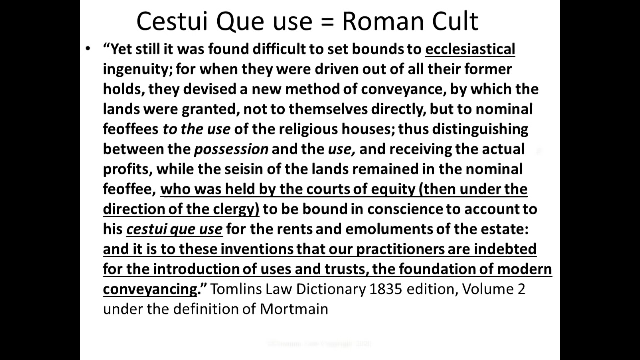 Cestui Que use = Roman Cult
• “Yet still it was found difficult to set bounds to ecclesiastical
ingenuity; for when they were driven out of all their former
holds, they devised a new method of conveyance, by which the
lands were granted, not to themselves directly, but to nominal
feoffees to the use of the religious houses; thus distinguishing
between the possession and the use, and receiving the actual
profits, while the seisin of the lands remained in the nominal
feoffee, who was held by the courts of equity (then under the
direction of the clergy) to be bound in conscience to account to
his cestui que use for the rents and emoluments of the estate:
and it is to these inventions that our practitioners are indebted
for the introduction of uses and trusts, the foundation of modern
conveyancing.” Tomlins Law Dictionary 1835 edition, Volume 2
under the definition of Mortmain